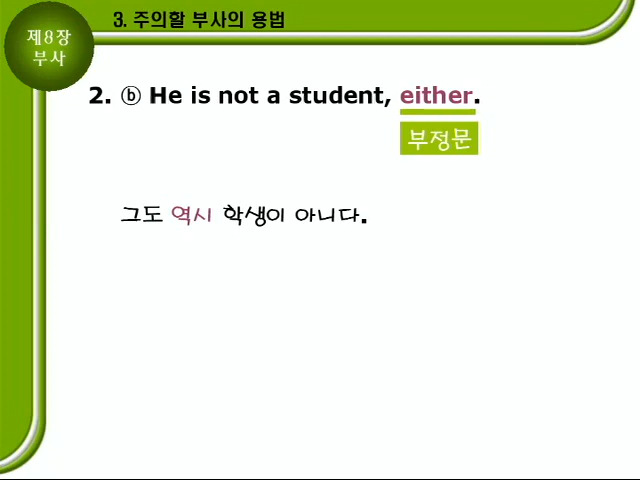 제8장
부사
3. 주의할 부사의 용범
2. ⓑ He is not a student, either.
부정문
그도 역시 학생이 아니다.